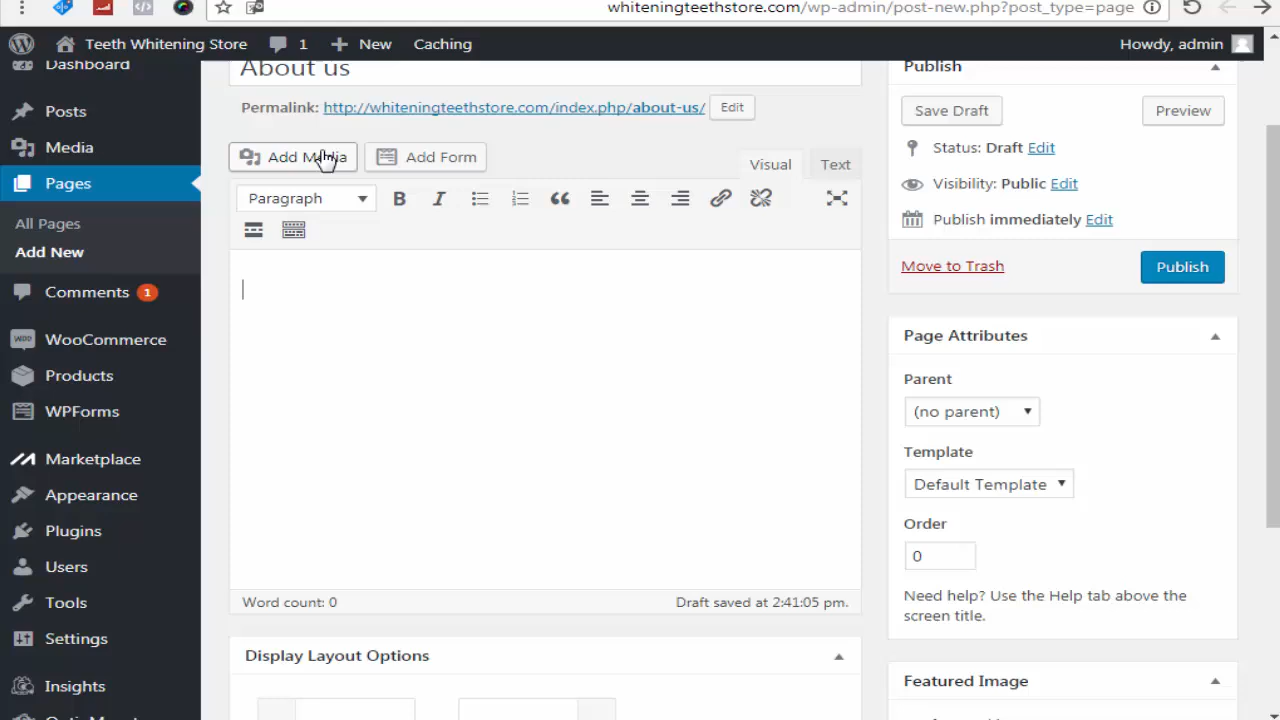 whiteningteethstore.com/wp-admin/post-new.php?post_type=page
Teeth Whitening Store 1 New Caching Howdy, admin
Dashboard
Posts
Media
Pages
All Pages
Add New
Comments 1
WooCommerce
Products
WPForms
Marketplace
Appearance
Plugins
Users
Tools
Settings
Insights
About us
Permalink: http://whiteningteethstore.com/index.php/about-us/ Edit
Add Media Add Form
Visual Text
Paragraph
Word count: 0 Draft saved at 2:41:05 pm.
Display Layout Options
Publish
Save Draft Preview
Status: Draft Edit
Visibility: Public Edit
Publish immediately Edit
Move to Trash Publish
Page Attributes
Parent
(no parent)
Template
Default Template
Order
0
Need help? Use the Help tab above the
screen title.
Featured Image